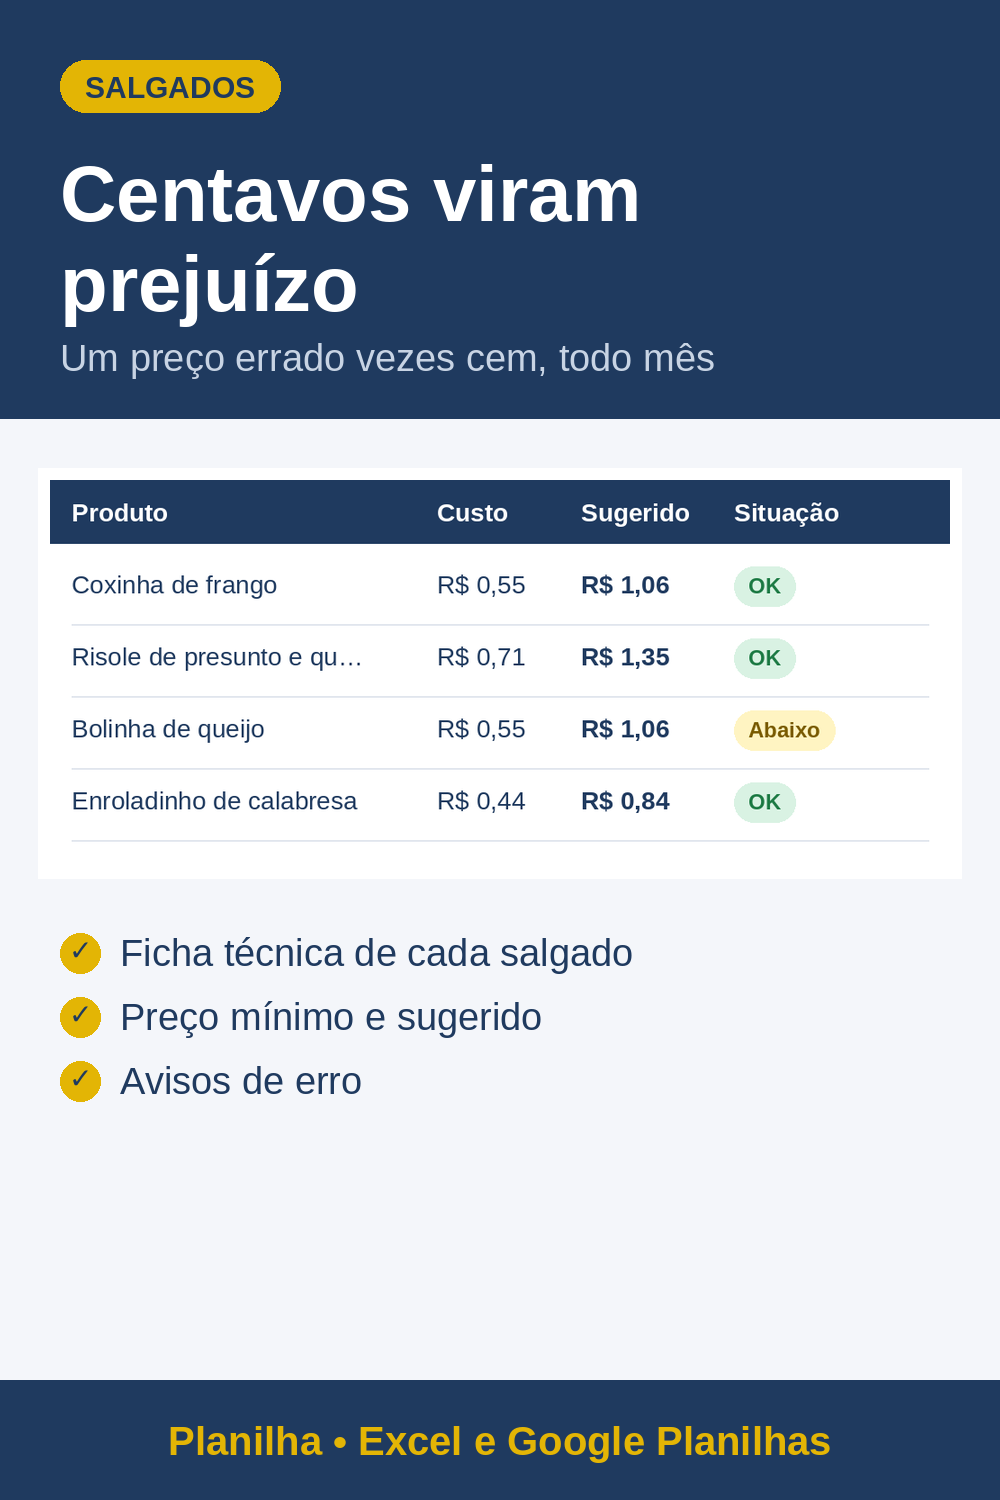 SALGADOS
Centavos viram
prejuízo
Um preço errado vezes cem, todo mês
Produto Custo Sugerido Situação
Coxinha de frango R$ 0,55 R$ 1,06 OK
Risole de presunto e qu… R$ 0,71 R$ 1,35 OK
Bolinha de queijo R$ 0,55 R$ 1,06 Abaixo
Enroladinho de calabresa R$ 0,44 R$ 0,84 OK
✓ Ficha técnica de cada salgado
✓ Preço mínimo e sugerido
✓ Avisos de erro
Planilha • Excel e Google Planilhas